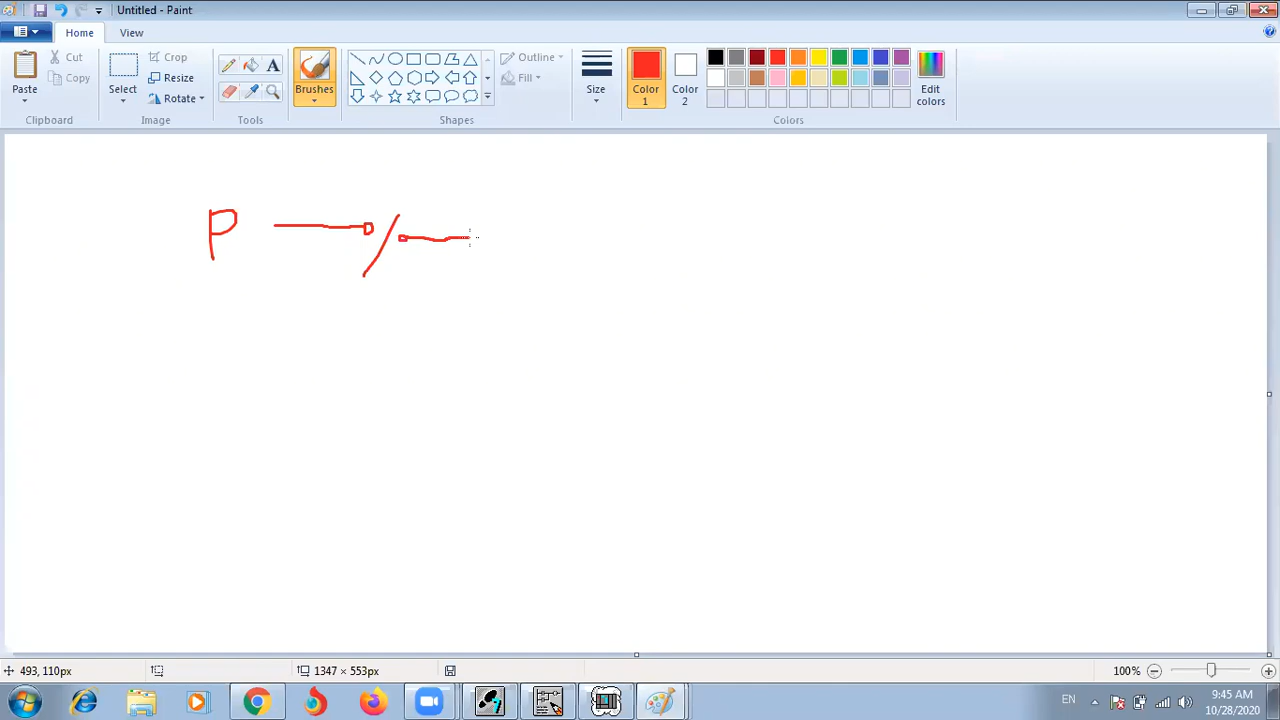 Untitled - Paint
Home
View
Paste
Cut
Copy
Clipboard
Select
Crop
Resize
Rotate
Image
A
Tools
Brushes
Outline
Fill
Shapes
Size
Color 1
Color 2
Edit colors
Colors
P
493, 110px
1347 × 553px
100%
EN
9:45 AM
10/28/2020